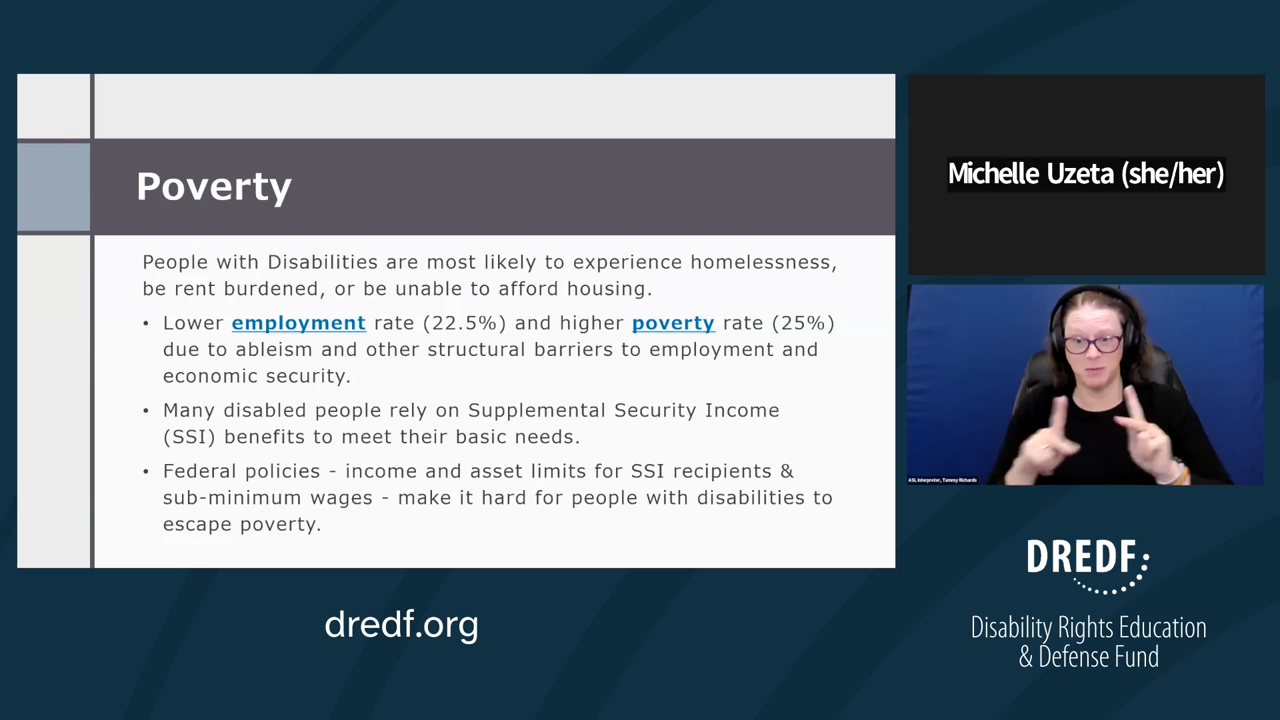 Poverty
People with Disabilities are most likely to experience homelessness,
be rent burdened, or be unable to afford housing.
• Lower employment rate (22.5%) and higher poverty rate (25%)
due to ableism and other structural barriers to employment and
economic security.
• Many disabled people rely on Supplemental Security Income
(SSI) benefits to meet their basic needs.
• Federal policies - income and asset limits for SSI recipients &
sub-minimum wages - make it hard for people with disabilities to
escape poverty.
Michelle Uzeta (she/her)
ASL Interpreter, Tammy Richards
dredf.org
DREDF
Disability Rights Education
& Defense Fund